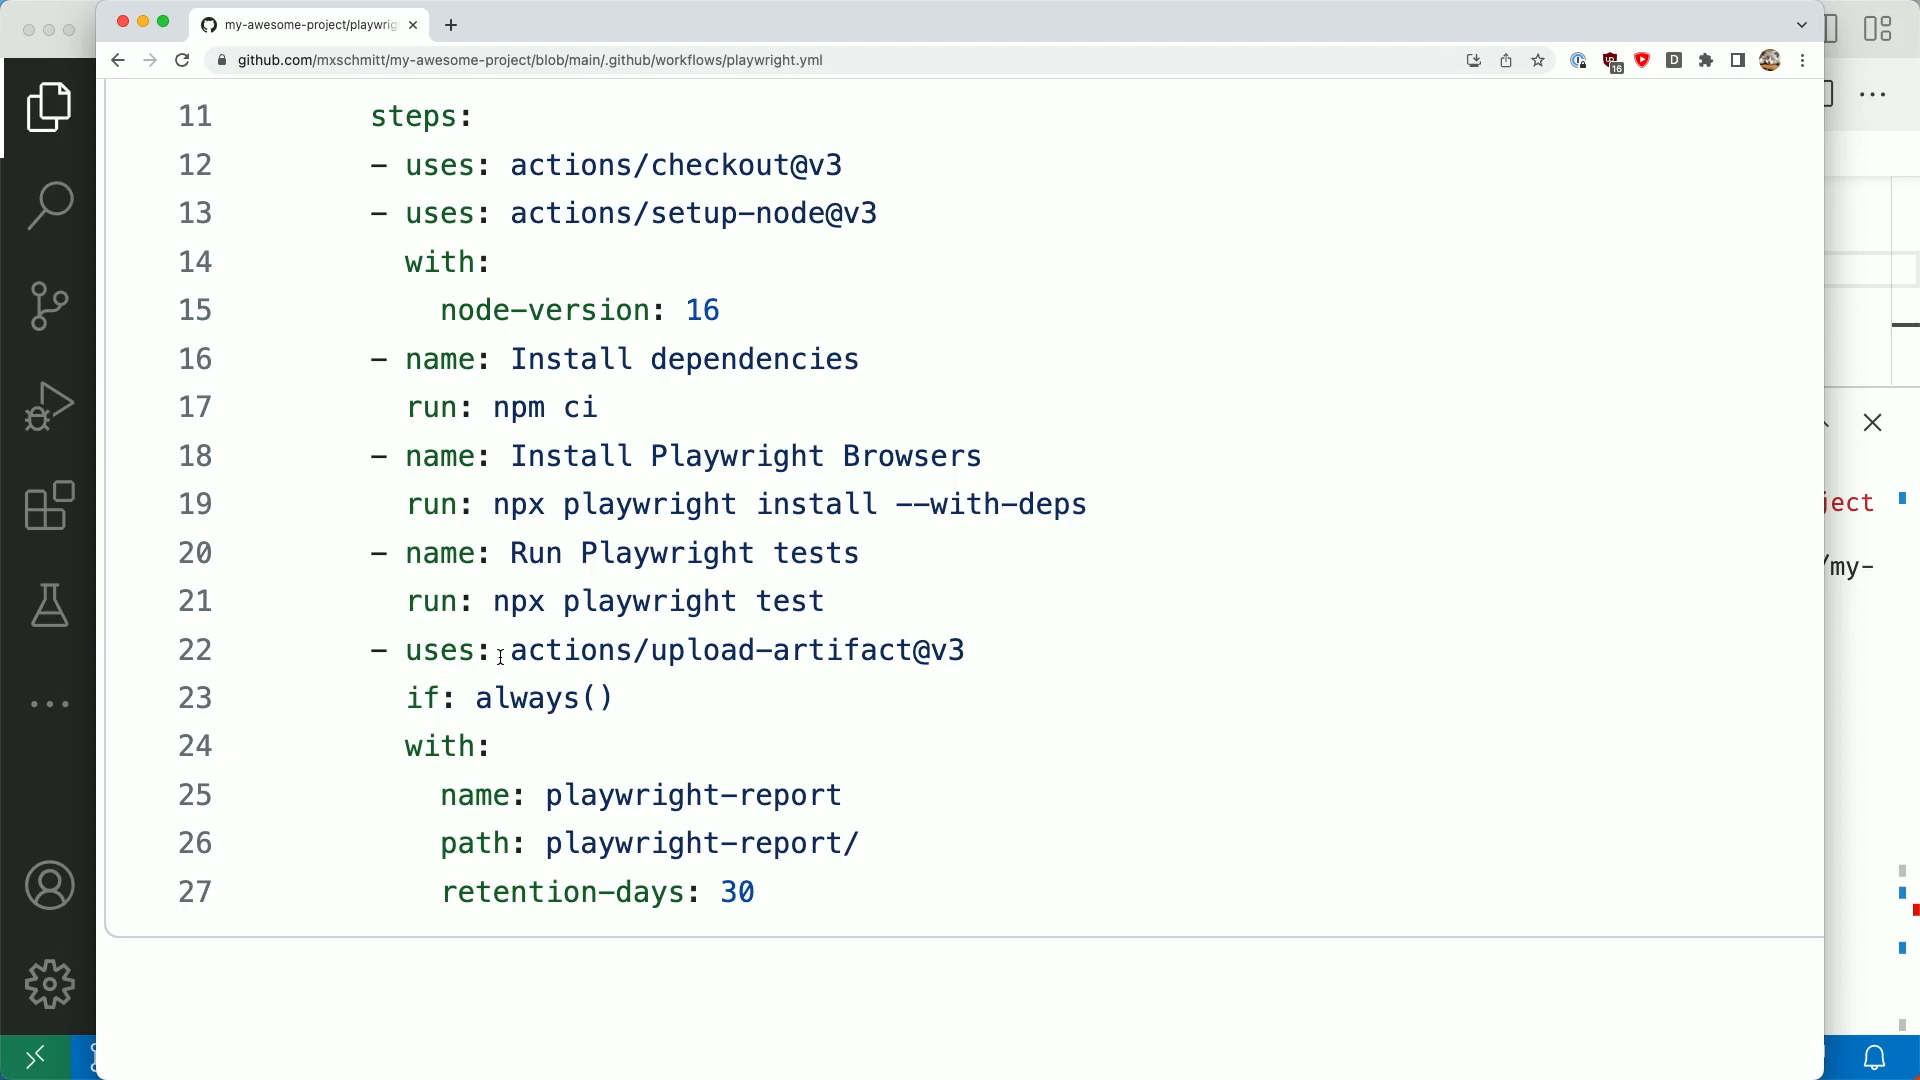 my-awesome-project/playwrig
github.com/mxschmitt/my-awesome-project/blob/main/.github/workflows/playwright.yml
16
D
11 steps:
12 - uses: actions/checkout@v3
13 - uses: actions/setup-node@v3
14 with:
15 node-version: 16
16 - name: Install dependencies
17 run: npm ci
18 - name: Install Playwright Browsers
19 run: npx playwright install --with-deps
20 - name: Run Playwright tests
21 run: npx playwright test
22 - uses: actions/upload-artifact@v3
23 if: always()
24 with:
25 name: playwright-report
26 path: playwright-report/
27 retention-days: 30
ject
/my-